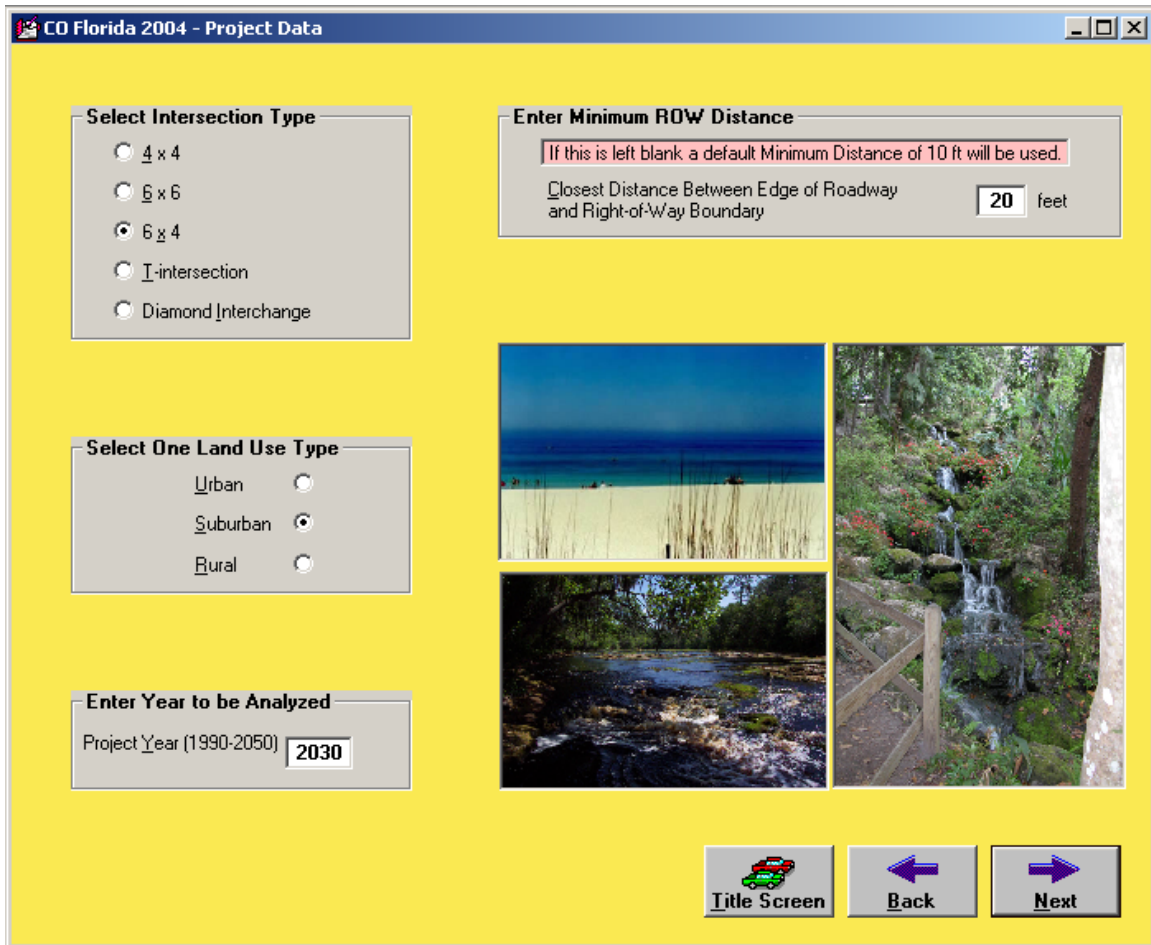 CO Florida 2004 - Project Data
Select Intersection Type
4 x 4
6 x 6
6 x 4
T-intersection
Diamond Interchange
Enter Minimum ROW Distance
If this is left blank a default Minimum Distance of 10 ft will be used.
Closest Distance Between Edge of Roadway
and Right-of-Way Boundary
20 feet
Select One Land Use Type
Urban
Suburban
Rural
Enter Year to be Analyzed
Project Year (1990-2050) 2030
Title Screen
Back
Next